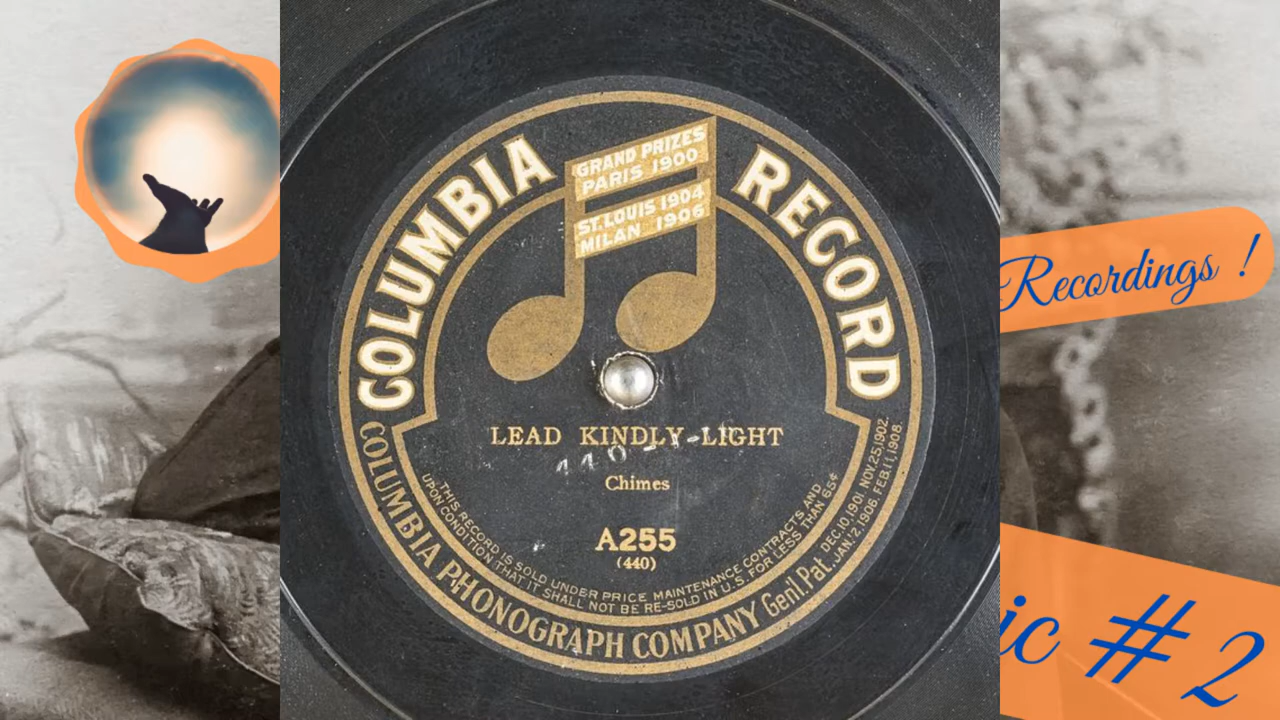 COLUMBIA RECORD
GRAND PRIZES
PARIS 1900
ST. LOUIS 1904
MILAN 1906
LEAD KINDLY-LIGHT
440-
Chimes
A255
(440)
THIS RECORD IS SOLD UNDER PRICE MAINTENANCE CONTRACTS AND
UPON CONDITION THAT IT SHALL NOT BE RE-SOLD IN U.S. FOR LESS THAN 65¢
COLUMBIA PHONOGRAPH COMPANY Genl. Pat. DEC.10,1901. NOV.25,1902.
JAN'2,1906. FEB.11,1908.
Recordings !
ic # 2